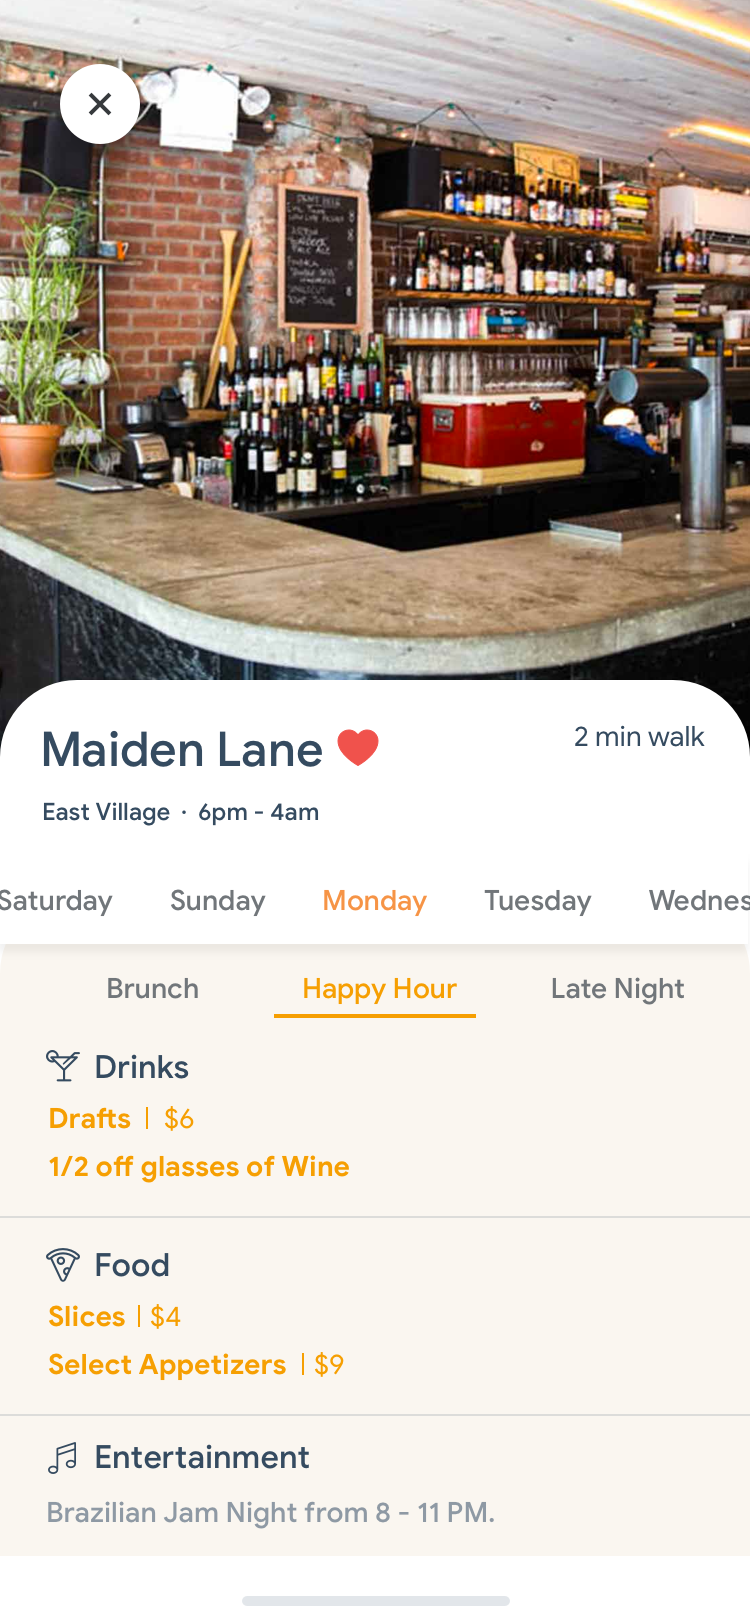 DRAFT BEER
Maiden Lane
2 min walk
East Village · 6pm - 4am
Saturday Sunday Monday Tuesday Wednes
Brunch Happy Hour Late Night
Drinks
Drafts | $6
1/2 off glasses of Wine
Food
Slices | $4
Select Appetizers | $9
Entertainment
Brazilian Jam Night from 8 - 11 PM.